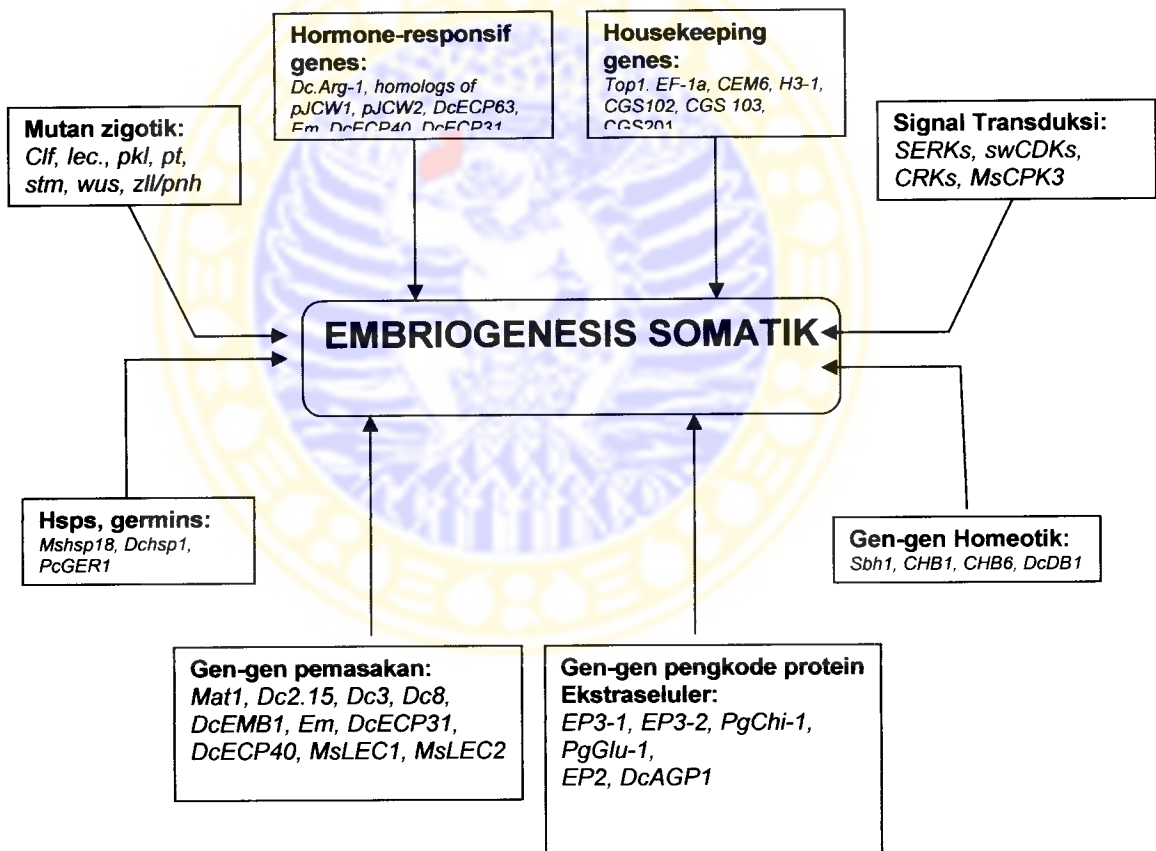 Hormone-responsif
genes:
Dc.Arg-1, homologs of
pJCW1, pJCW2, DcECP63,
Em, DcECP40, DcECP31
Housekeeping
genes:
Top1. EF-1a, CEM6, H3-1,
CGS102, CGS 103,
CGS201
Mutan zigotik:
Clf, lec., pkl, pt,
stm, wus, zll/pnh
Signal Transduksi:
SERKs, swCDKs,
CRKs, MsCPK3
EMBRIOGENESIS SOMATIK
Hsps, germins:
Mshsp18, Dchsp1,
PcGER1
Gen-gen Homeotik:
Sbh1, CHB1, CHB6, DcDB1
Gen-gen pemasakan:
Mat1, Dc2.15, Dc3, Dc8,
DcEMB1, Em, DcECP31,
DcECP40, MsLEC1, MsLEC2
Gen-gen pengkode protein
Ekstraseluler:
EP3-1, EP3-2, PgChi-1,
PgGlu-1,
EP2, DcAGP1